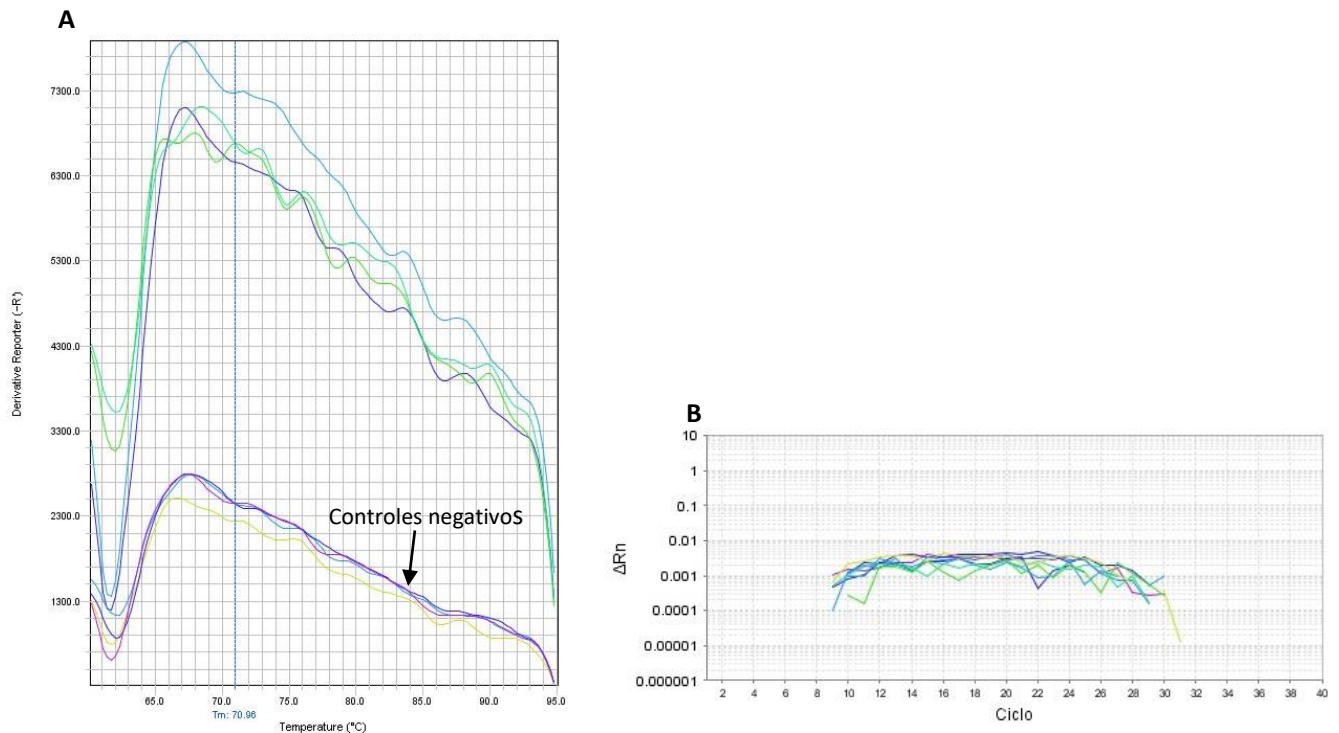 A
7300.0
6300.0
5300.0
4300.0
3300.0
2300.0
1300.0
Derivative Reporter (-R')
Controles negativos
65.0 70.0 75.0 80.0 85.0 90.0 95.0
Tm: 70.96
Temperature (°C)
B
10
1
0.1
0.01
0.001
0.0001
0.00001
0.000001
ΔRn
2 4 6 8 10 12 14 16 18 20 22 24 26 28 30 32 34 36 38 40
Ciclo